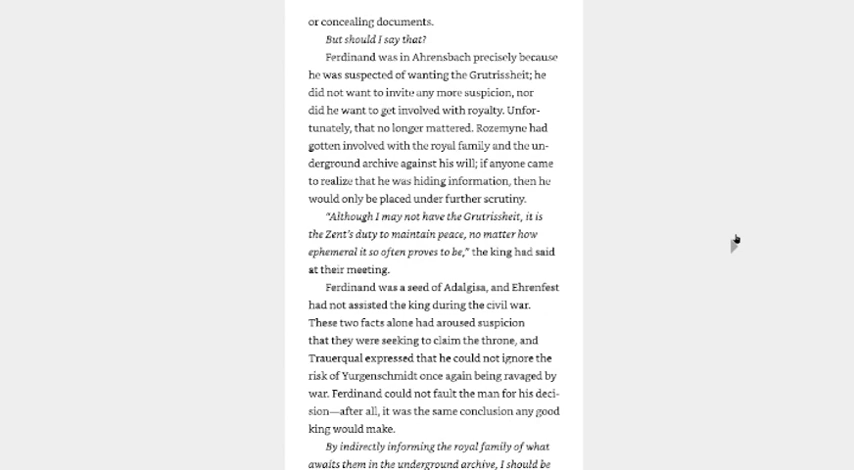 or concealing documents.
But should I say that?
Ferdinand was in Ahrensbach precisely because
he was suspected of wanting the Grutrissheit; he
did not want to invite any more suspicion, nor
did he want to get involved with royalty. Unfor-
tunately, that no longer mattered. Rozemyne had
gotten involved with the royal family and the un-
derground archive against his will; if anyone came
to realize that he was hiding information, then he
would only be placed under further scrutiny.
"Although I may not have the Grutrissheit, it is
the Zent's duty to maintain peace, no matter how
ephemeral it so often proves to be," the king had said
at their meeting.
Ferdinand was a seed of Adalgisa, and Ehrenfest
had not assisted the king during the civil war.
These two facts alone had aroused suspicion
that they were seeking to claim the throne, and
Trauerqual expressed that he could not ignore the
risk of Yurgenschmidt once again being ravaged by
war. Ferdinand could not fault the man for his deci-
sion—after all, it was the same conclusion any good
king would make.
By indirectly informing the royal family of what
awaits them in the underground archive, I should be